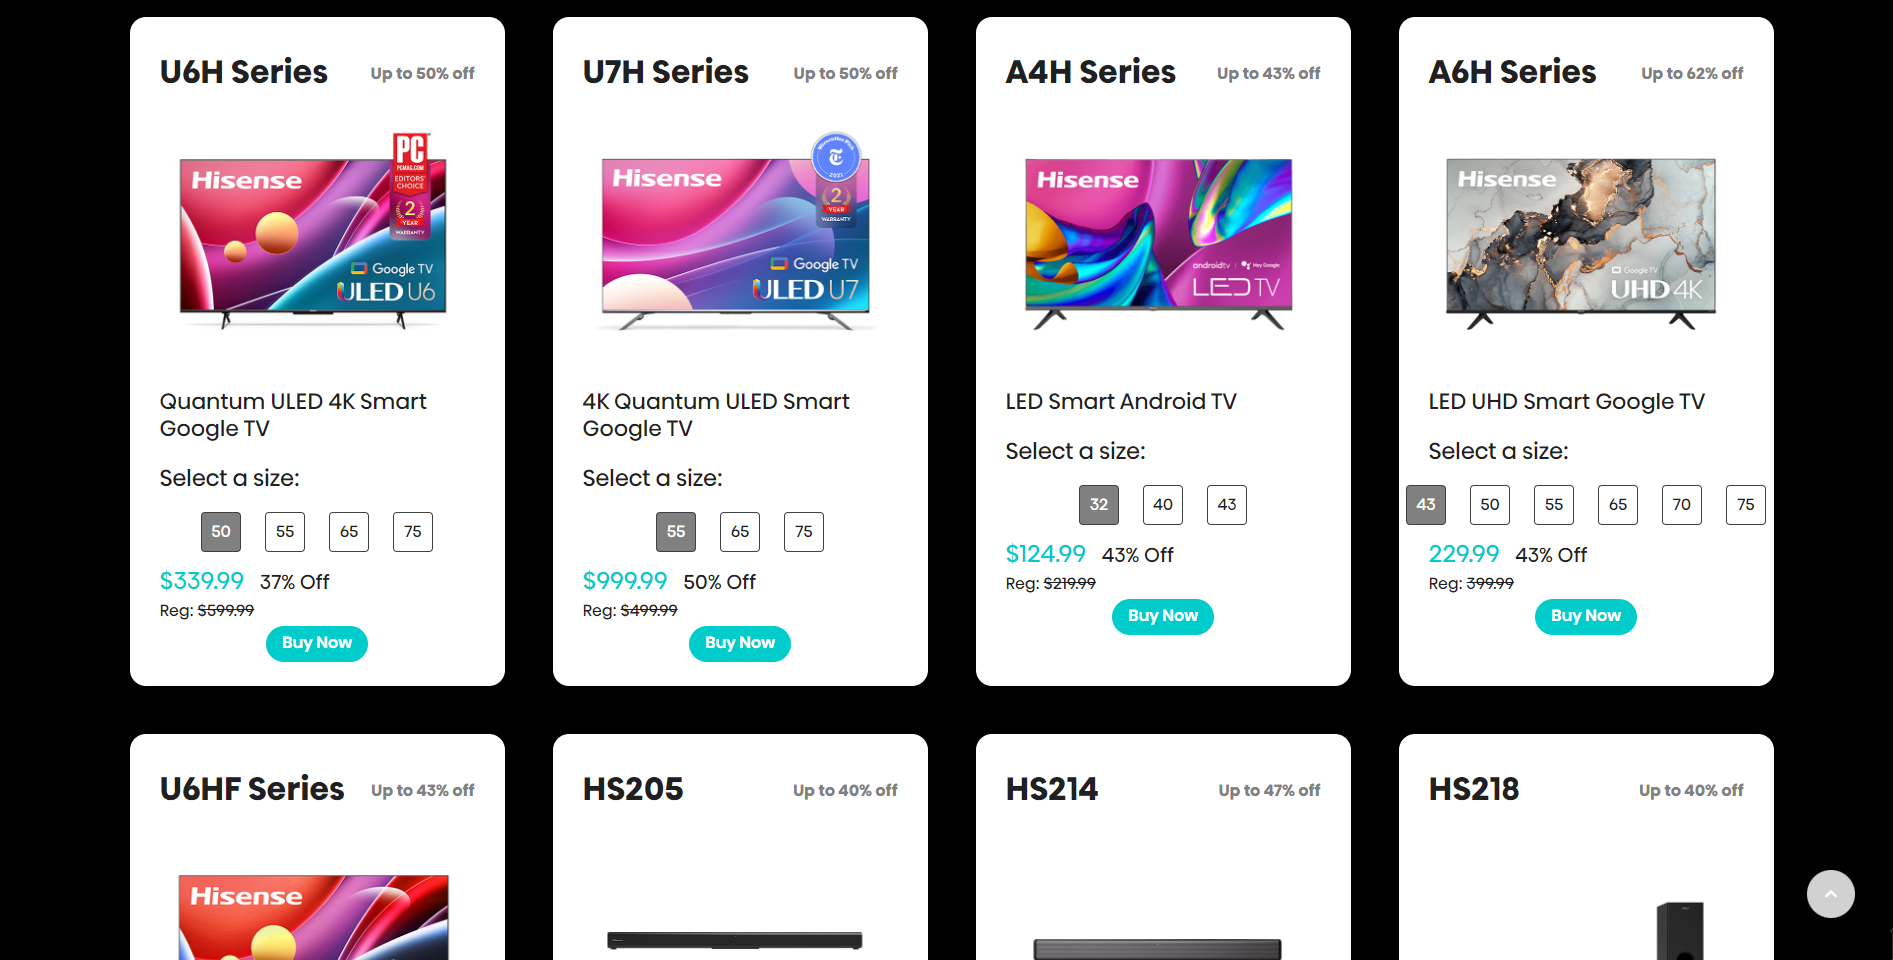 U6H Series Up to 50% off
PC
PCMAG.COM
EDITORS'
CHOICE
2
YEAR
WARRANTY
Hisense
Google TV
ULED U6
Quantum ULED 4K Smart
Google TV
Select a size:
50 55 65 75
$339.99 37% Off
Reg: $599.99
Buy Now
U7H Series Up to 50% off
2021
2
YEAR
WARRANTY
Hisense
Google TV
ULED U7
4K Quantum ULED Smart
Google TV
Select a size:
55 65 75
$999.99 50% Off
Reg: $499.99
Buy Now
A4H Series Up to 43% off
Hisense
androidtv Hey Google
LED TV
LED Smart Android TV
Select a size:
32 40 43
$124.99 43% Off
Reg: $219.99
Buy Now
A6H Series Up to 62% off
Hisense
Google TV
UHD 4K
LED UHD Smart Google TV
Select a size:
43 50 55 65 70 75
229.99 43% Off
Reg: 399.99
Buy Now
U6HF Series Up to 43% off
Hisense
HS205 Up to 40% off
HS214 Up to 47% off
HS218 Up to 40% off